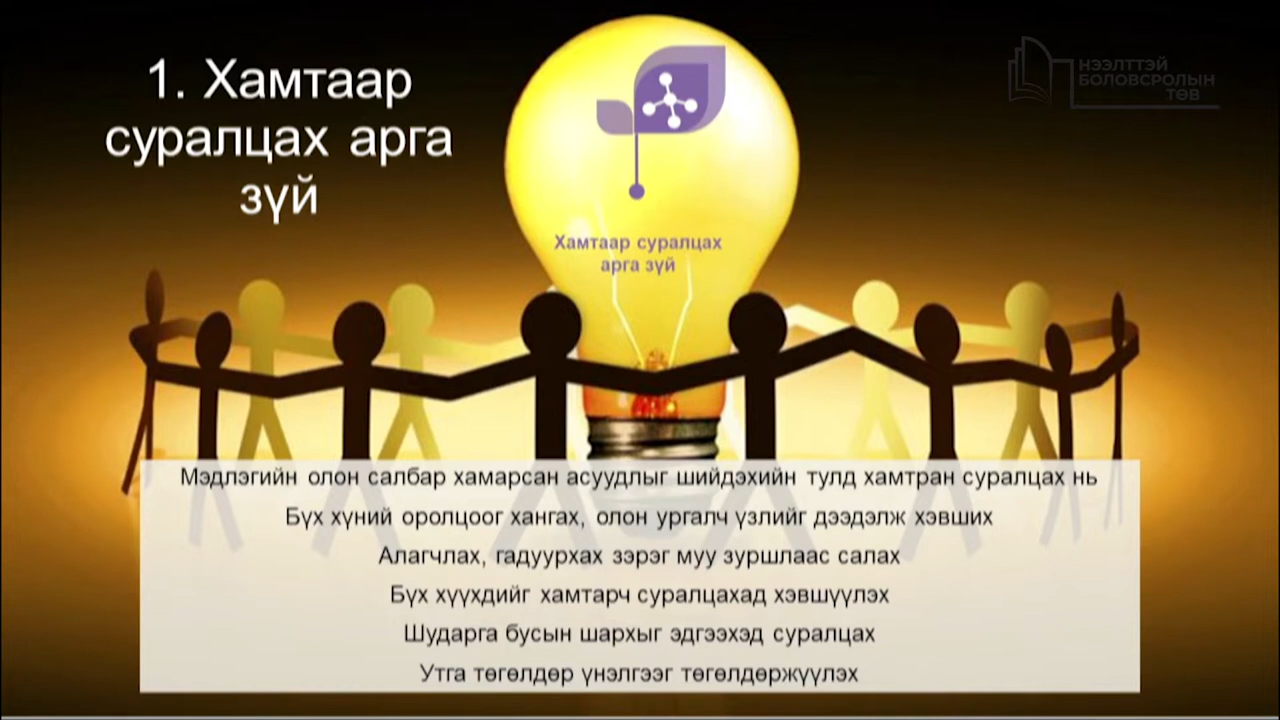 1. Хамтаар
суралцах арга
зүй
НЭЭЛТТЭЙ
БОЛОВСРОЛЫН
ТӨВ
Хамтаар суралцах
арга зүй
Мэдлэгийн олон салбар хамарсан асуудлыг шийдэхийн тулд хамтран суралцах нь
Бүх хүний оролцоог хангах, олон ургалч үзлийг дээдэлж хэвших
Алагчлах, гадуурхах зэрэг муу зуршлаас салах
Бүх хүүхдийг хамтарч суралцахад хэвшүүлэх
Шударга бусын шархыг эдгээхэд суралцах
Утга төгөлдөр үнэлгээг төгөлдөржүүлэх